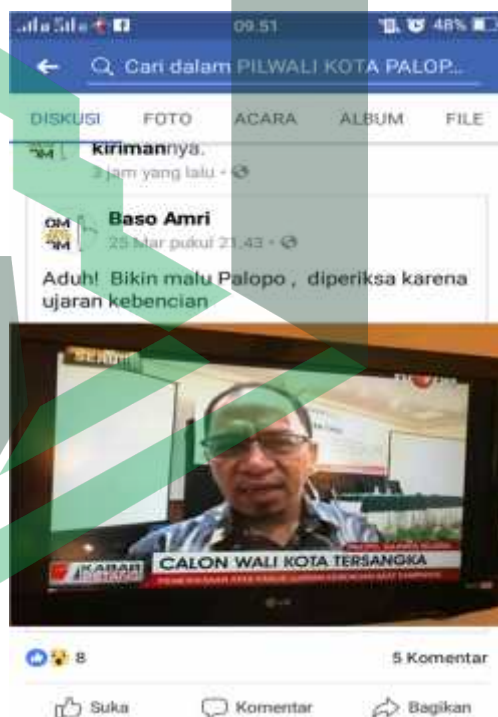 09.51
48%
Cari dalam PILWALI KOTA PALOP...
DISKUSI FOTO ACARA ALBUM FILE
kirimannya.
3 jam yang lalu
Baso Amri
25 Mar pukul 21.43
Aduh! Bikin malu Palopo , diperiksa karena
ujaran kebencian
KABAR
PETANG
CALON WALI KOTA TERSANGKA
LG
8
5 Komentar
Suka Komentar Bagikan